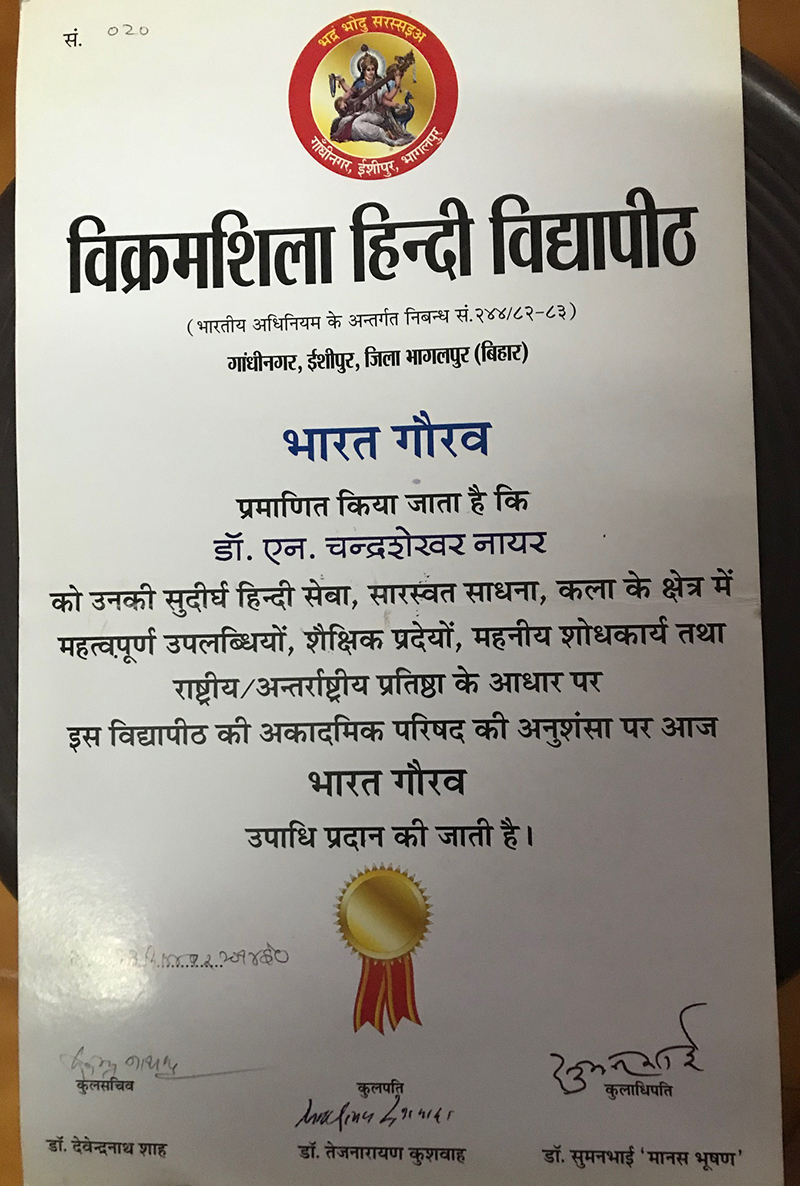 सं. ०२०
भद्रं भोदु सरस्सइअ
गाँधीनगर, ईशीपुर, भागलपुर
विक्रमशिला हिन्दी विद्यापीठ
(भारतीय अधिनियम के अन्तर्गत निबन्ध सं.२४४/८२-८३)
गांधीनगर, ईशीपुर, जिला भागलपुर (बिहार)
भारत गौरव
प्रमाणित किया जाता है कि
डॉ. एन. चन्द्रशेखर नायर
को उनकी सुदीर्घ हिन्दी सेवा, सारस्वत साधना, कला के क्षेत्र में
महत्वपूर्ण उपलब्धियों, शैक्षिक प्रदेयों, महनीय शोधकार्य तथा
राष्ट्रीय/अन्तर्राष्ट्रीय प्रतिष्ठा के आधार पर
इस विद्यापीठ की अकादमिक परिषद की अनुशंसा पर आज
भारत गौरव
उपाधि प्रदान की जाती है।
कुलसचिव
कुलपति
कुलाधिपति
डॉ. देवेन्द्रनाथ शाह
डॉ. तेजनारायण कुशवाह
डॉ. सुमनभाई 'मानस भूषण'